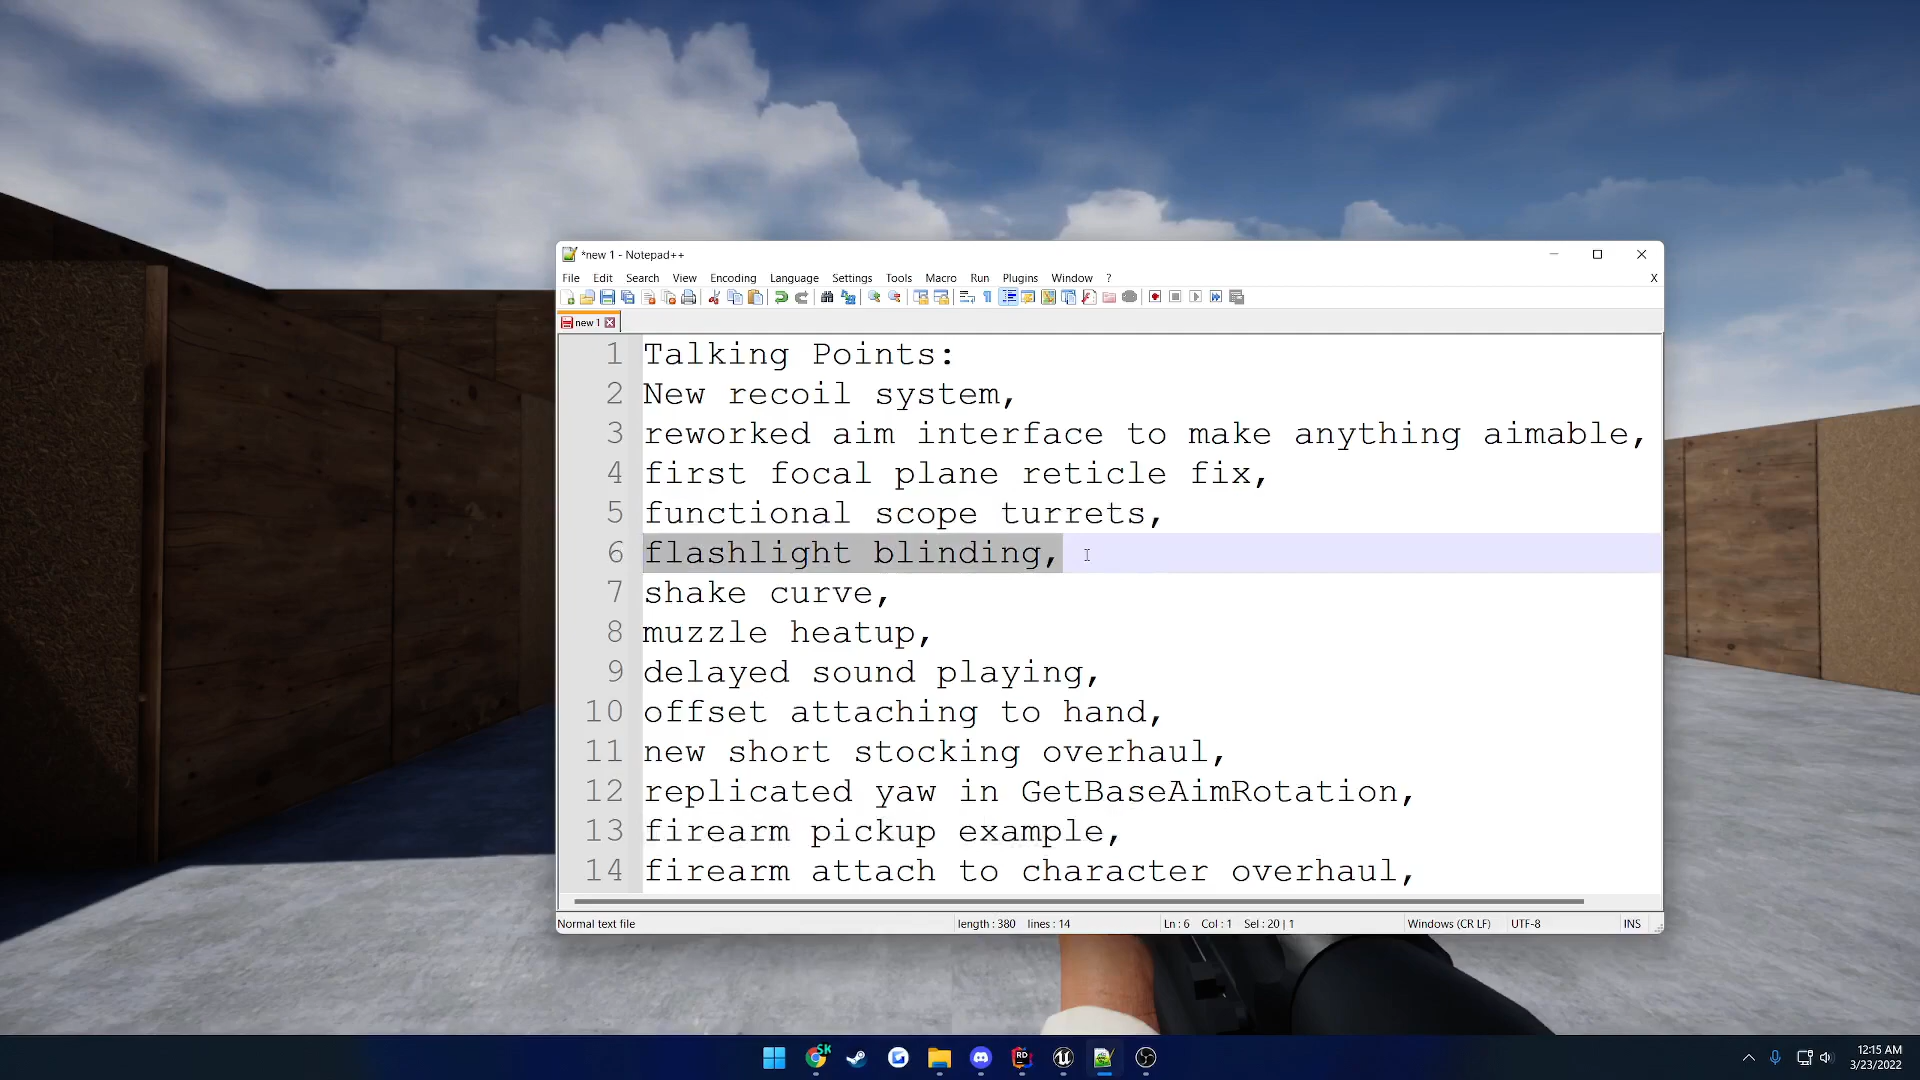 *new 1 - Notepad++
File Edit Search View Encoding Language Settings Tools Macro Run Plugins Window ? X
new 1
1 Talking Points:
2 New recoil system,
3 reworked aim interface to make anything aimable,
4 first focal plane reticle fix,
5 functional scope turrets,
6 flashlight blinding,
7 shake curve,
8 muzzle heatup,
9 delayed sound playing,
10 offset attaching to hand,
11 new short stocking overhaul,
12 replicated yaw in GetBaseAimRotation,
13 firearm pickup example,
14 firearm attach to character overhaul,
Normal text file length : 380 lines : 14 Ln : 6 Col : 1 Sel : 20 | 1 Windows (CR LF) UTF-8 INS
SK
RD
12:15 AM
3/23/2022